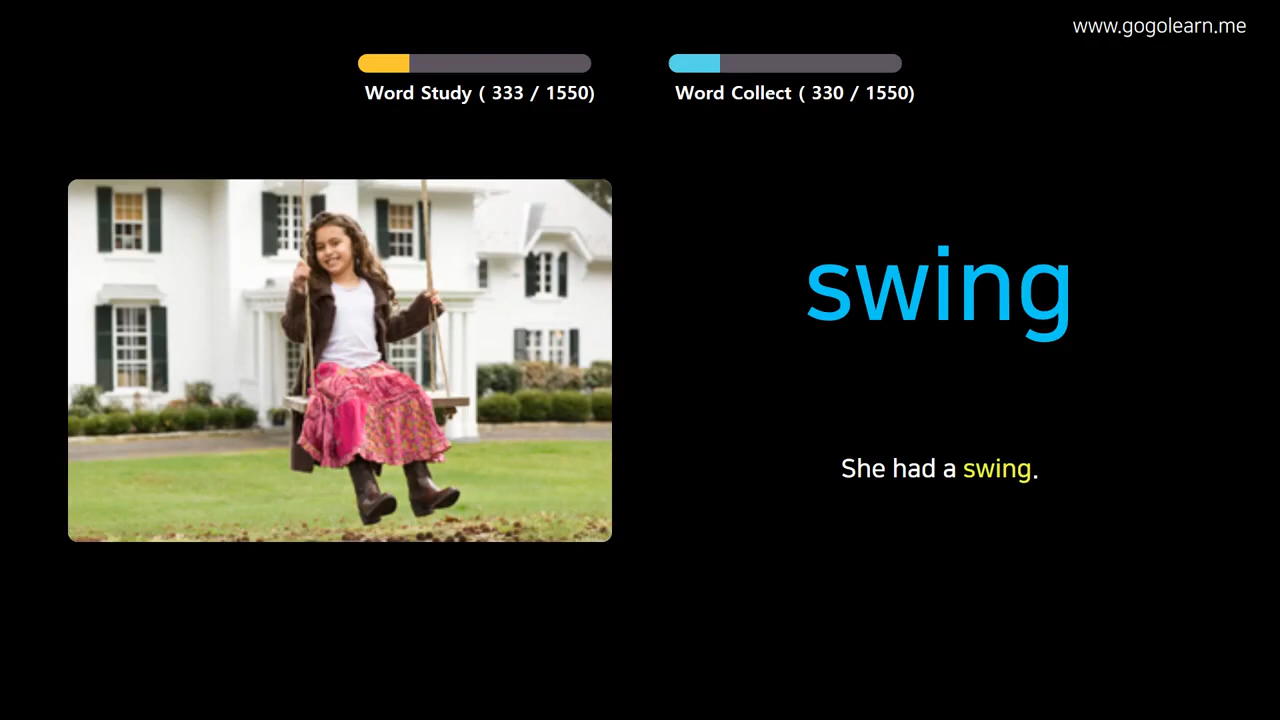 www.gogolearn.me
Word Study ( 333 / 1550)
Word Collect ( 330 / 1550)
swing
She had a swing.